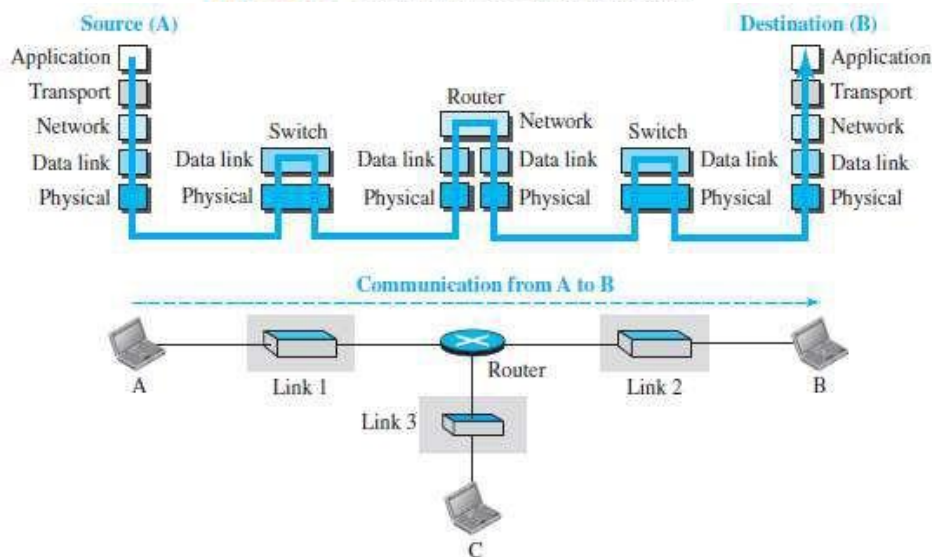 Source (A)
Destination (B)
Application
Application
Transport
Transport
Router
Network
Network
Network
Switch
Switch
Data link
Data link
Data link
Data link
Data link
Data link
Physical
Physical
Physical
Physical
Physical
Physical
Communication from A to B
A
Link 1
Router
Link 2
B
Link 3
C